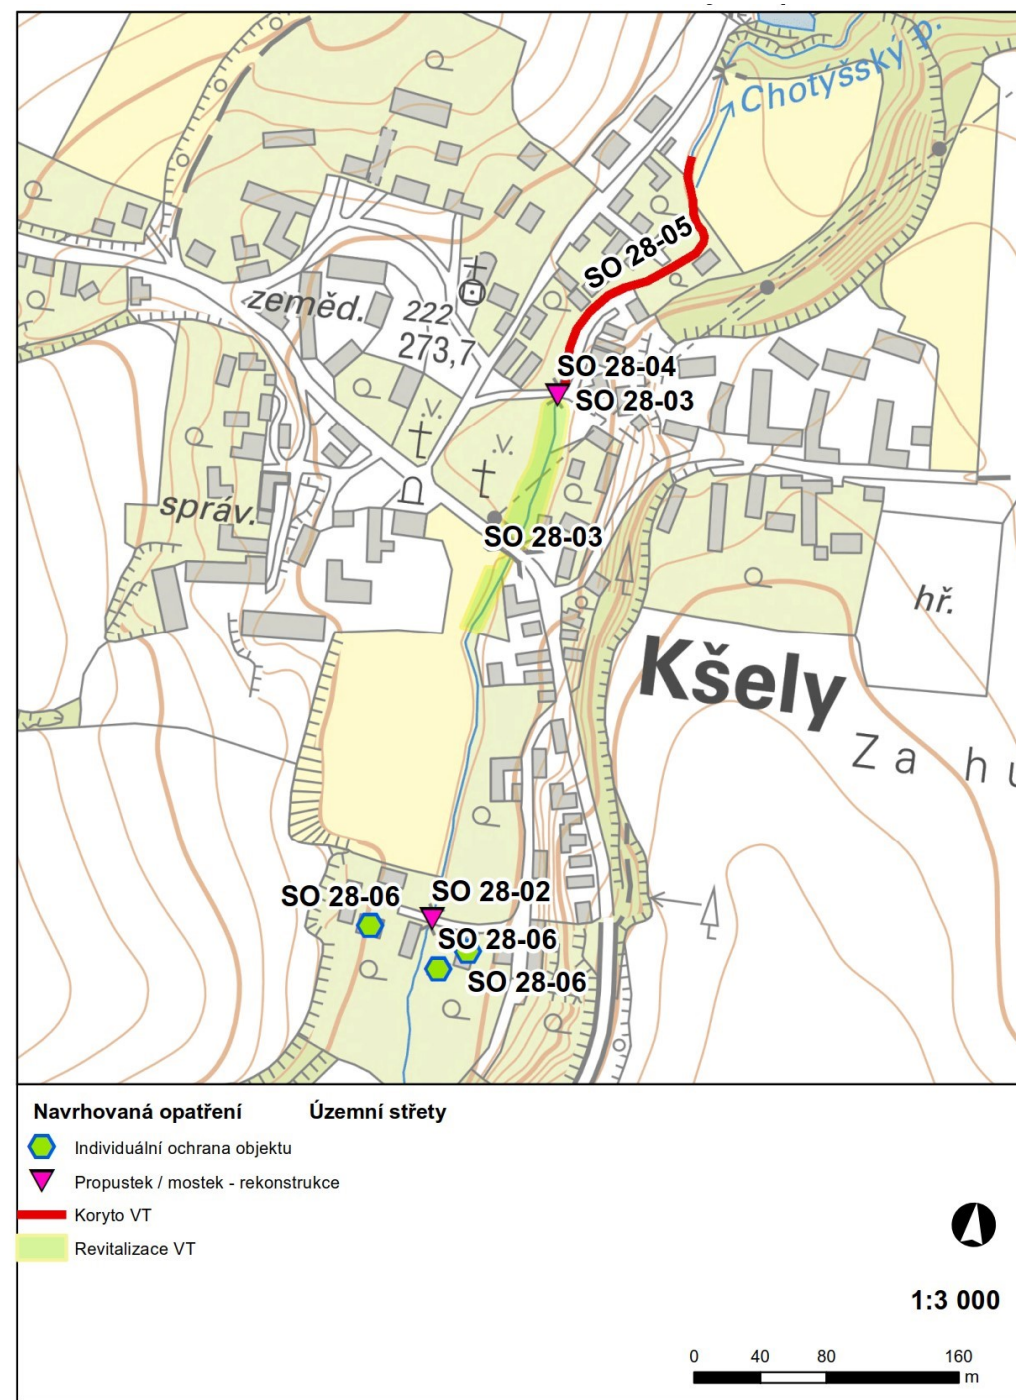 Chotýšský p.
SO 28-05
zeměd.
222
273,7
SO 28-04
SO 28-03
.v.
.v.
správ.
SO 28-03
hř.
Kšely
Za hu
SO 28-06
SO 28-02
SO 28-06
SO 28-06
Navrhovaná opatření
Územní střety
Individuální ochrana objektu
Propustek / mostek - rekonstrukce
Koryto VT
Revitalizace VT
1:3 000
0 40 80 160
m